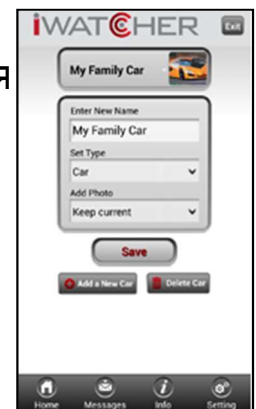 я
iWATCHER
Exit
My Family Car
Enter New Name
My Family Car
Set Type
Car
Add Photo
Keep current
Save
Add a New Car
Delete Car
Home Messages Info Setting